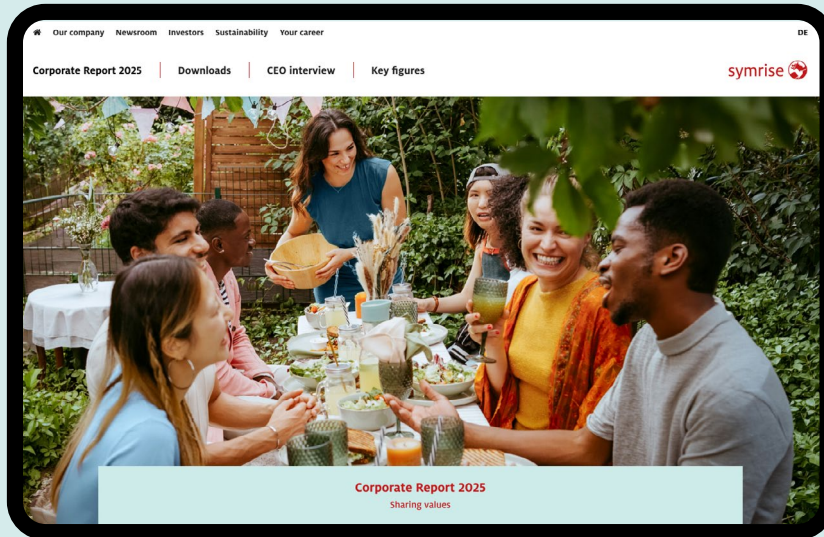 Our company Newsroom Investors Sustainability Your career DE
Corporate Report 2025 Downloads CEO interview Key figures symrise
Corporate Report 2025
Sharing values